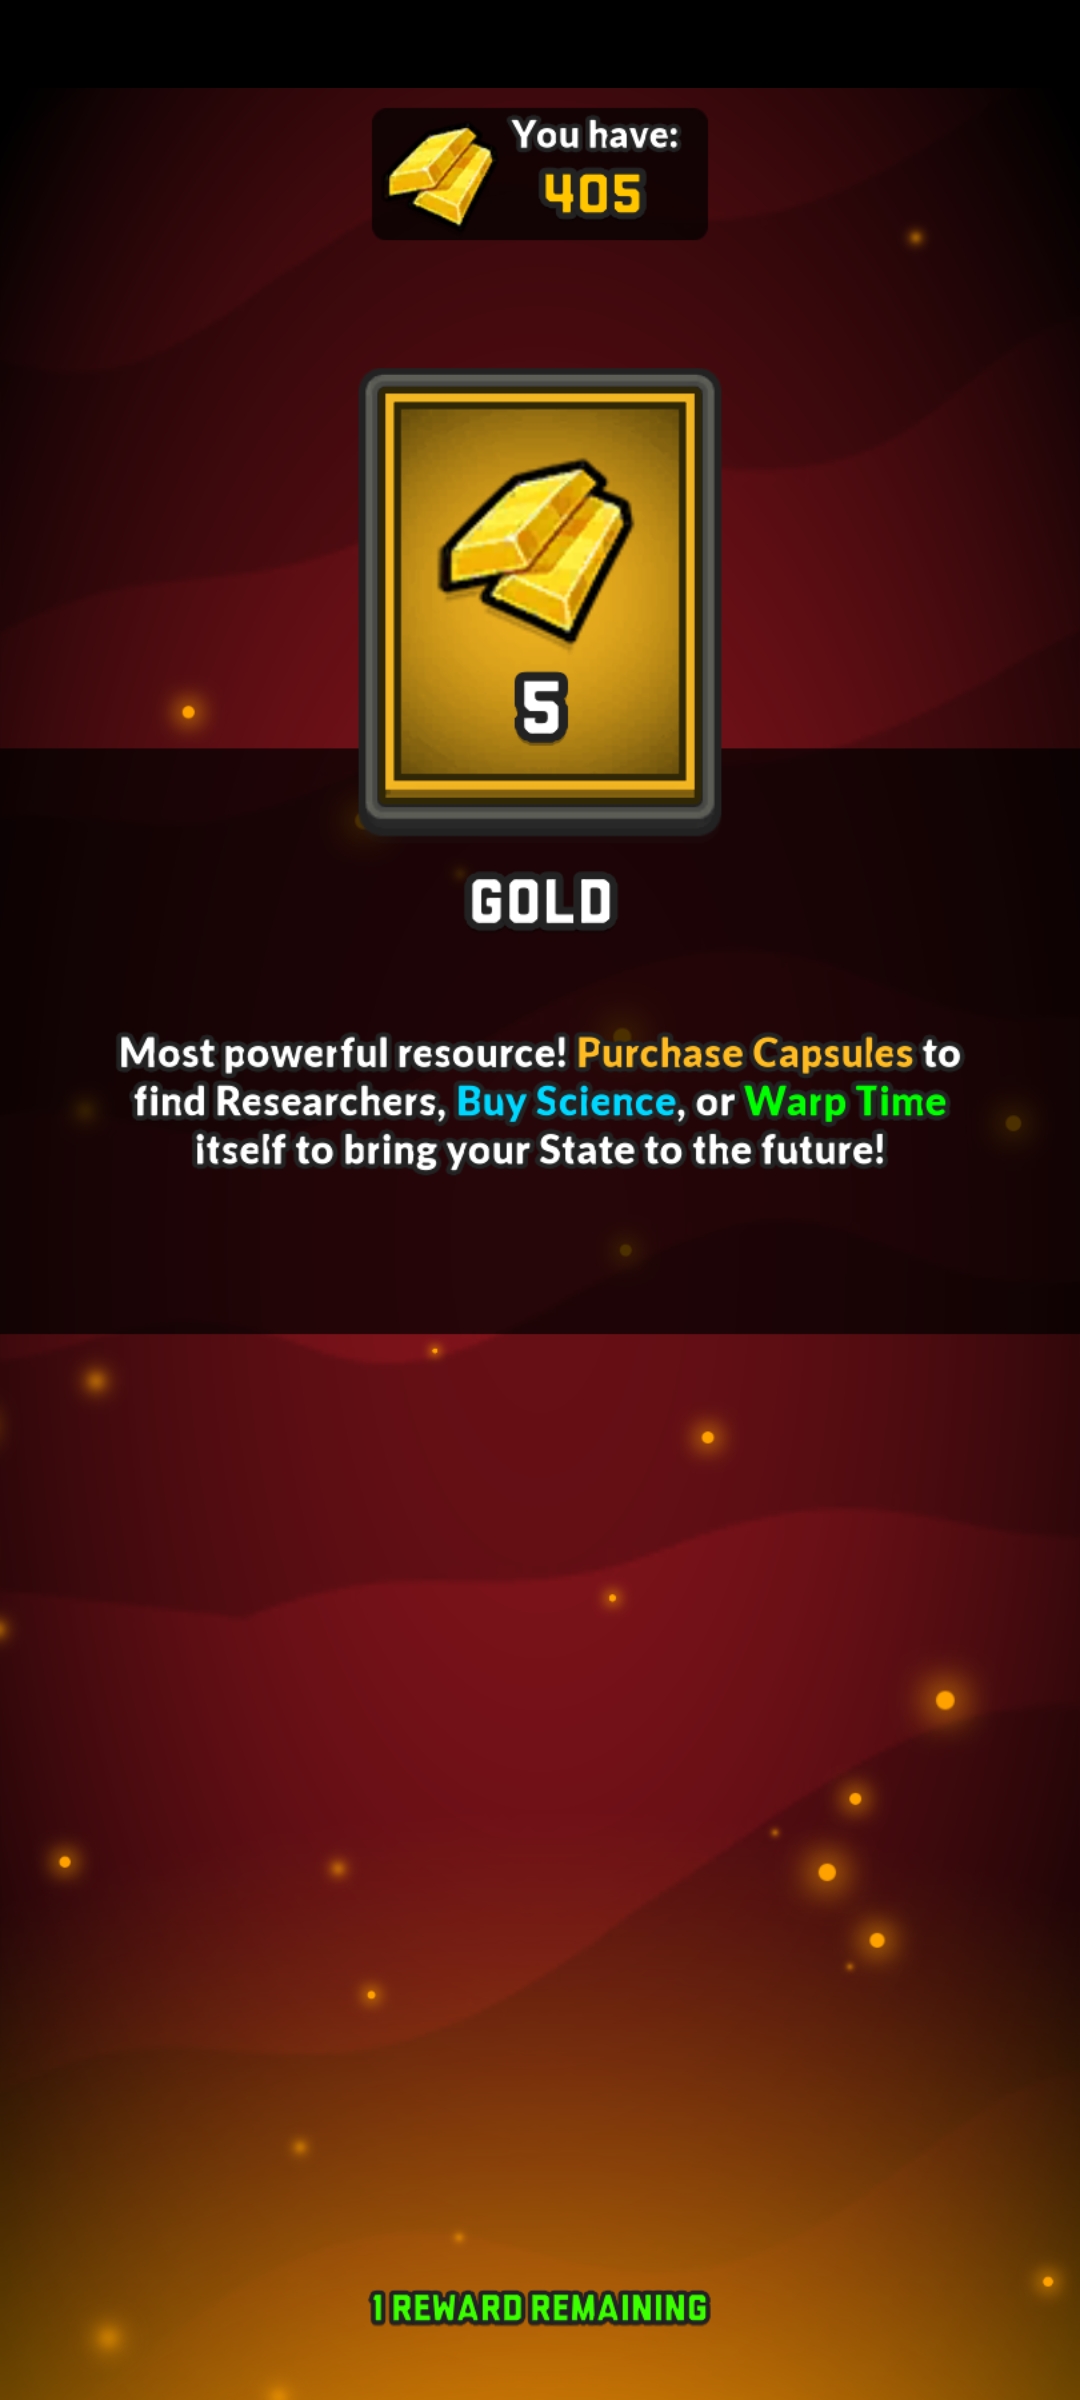 You have:
405
5
GOLD
Most powerful resource! Purchase Capsules to
find Researchers, Buy Science, or Warp Time
itself to bring your State to the future!
1 REWARD REMAINING